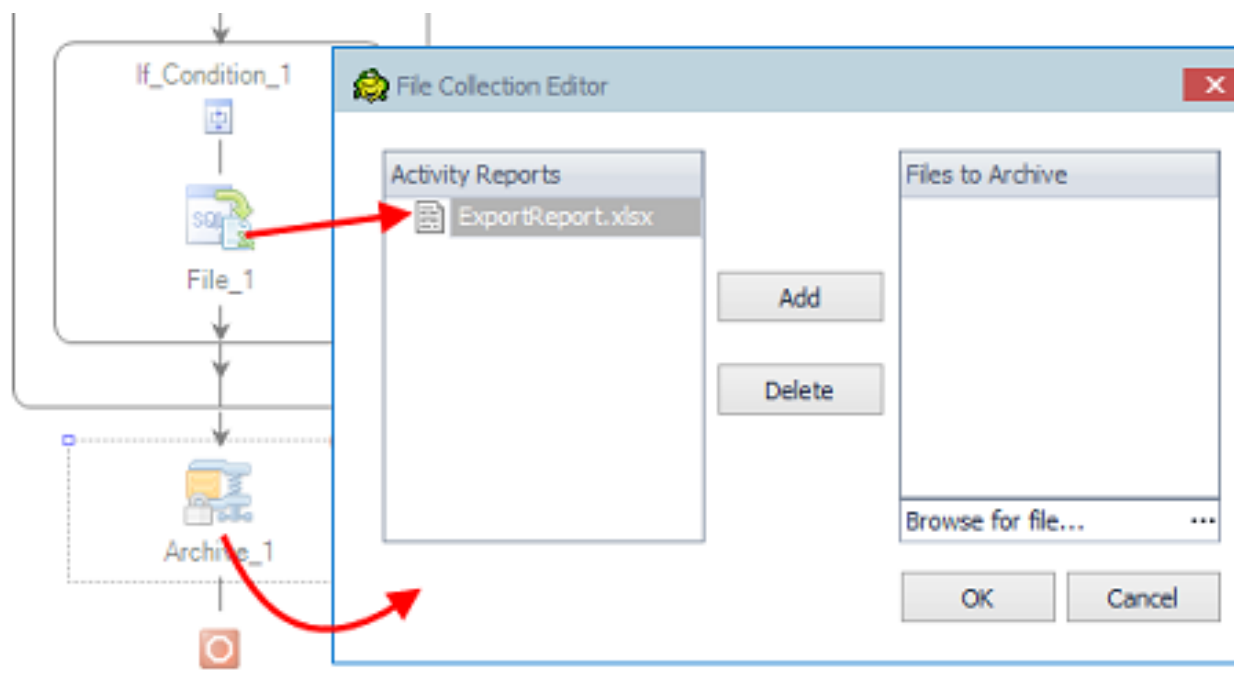 If_Condition_1
File_1
Archive_1
File Collection Editor
Activity Reports
ExportReport.xlsx
Add
Delete
Files to Archive
Browse for file...
...
OK
Cancel
SQL